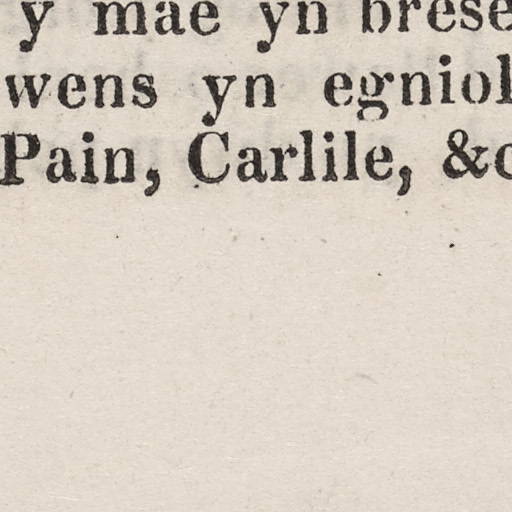 y mae yn brese
wens yn egniol
Pain, Carlile, &c